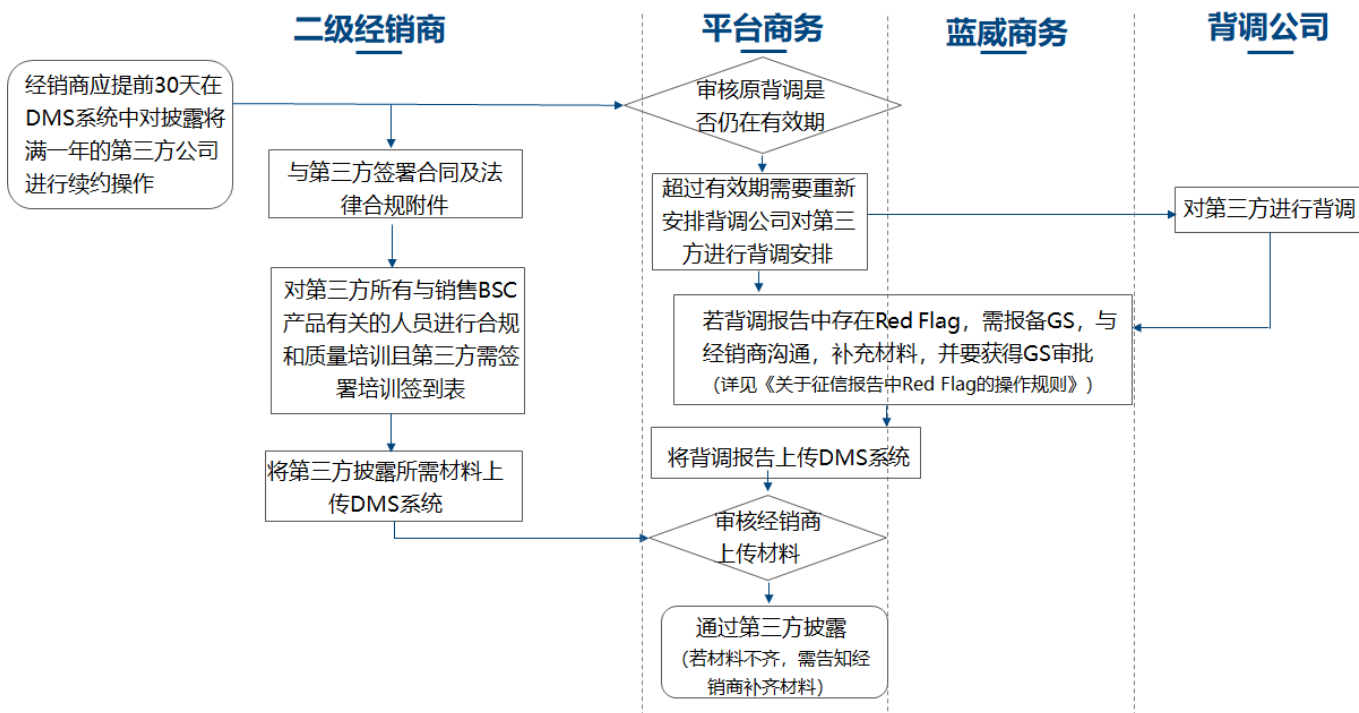 二级经销商
平台商务
蓝威商务
背调公司
经销商应提前30天在
DMS系统中对披露将
满一年的第三方公司
进行续约操作
审核原背调是
否仍在有效期
与第三方签署合同及法
律合规附件
超过有效期需要重新
安排背调公司对第三
方进行背调安排
对第三方进行背调
对第三方所有与销售BSC
产品有关的人员进行合规
和质量培训且第三方需签
署培训签到表
若背调报告中存在Red Flag，需报备GS，与
经销商沟通，补充材料，并要获得GS审批
（详见《关于征信报告中Red Flag的操作规则》）
将第三方披露所需材料上
传DMS系统
将背调报告上传DMS系统
审核经销商
上传材料
通过第三方披露
（若材料不齐，需告知经
销商补齐材料）